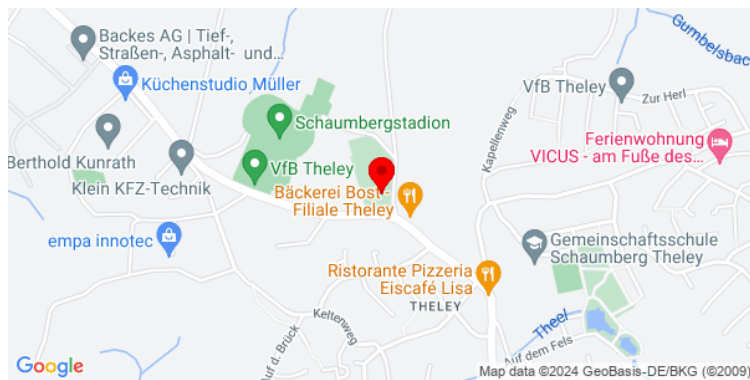 Backes AG | Tief-,
Straßen-, Asphalt- und...
Küchenstudio Müller
Gumbelsbac
VfB Theley
Zur Herl
Schaumbergstadion
Kapellenweg
Ferienwohnung
VICUS - am Fuße des...
Berthold Kunrath
VfB Theley
Klein KFZ-Technik
Bäckerei Bost -
Filiale Theley
empa innotec
Gemeinschaftsschule
Schaumberg Theley
Ristorante Pizzeria
Eiscafé Lisa
THELEY
Keltenweg
Theel
Auf d. Brück
Auf dem Fels
Google
Map data ©2024 GeoBasis-DE/BKG (©2009)